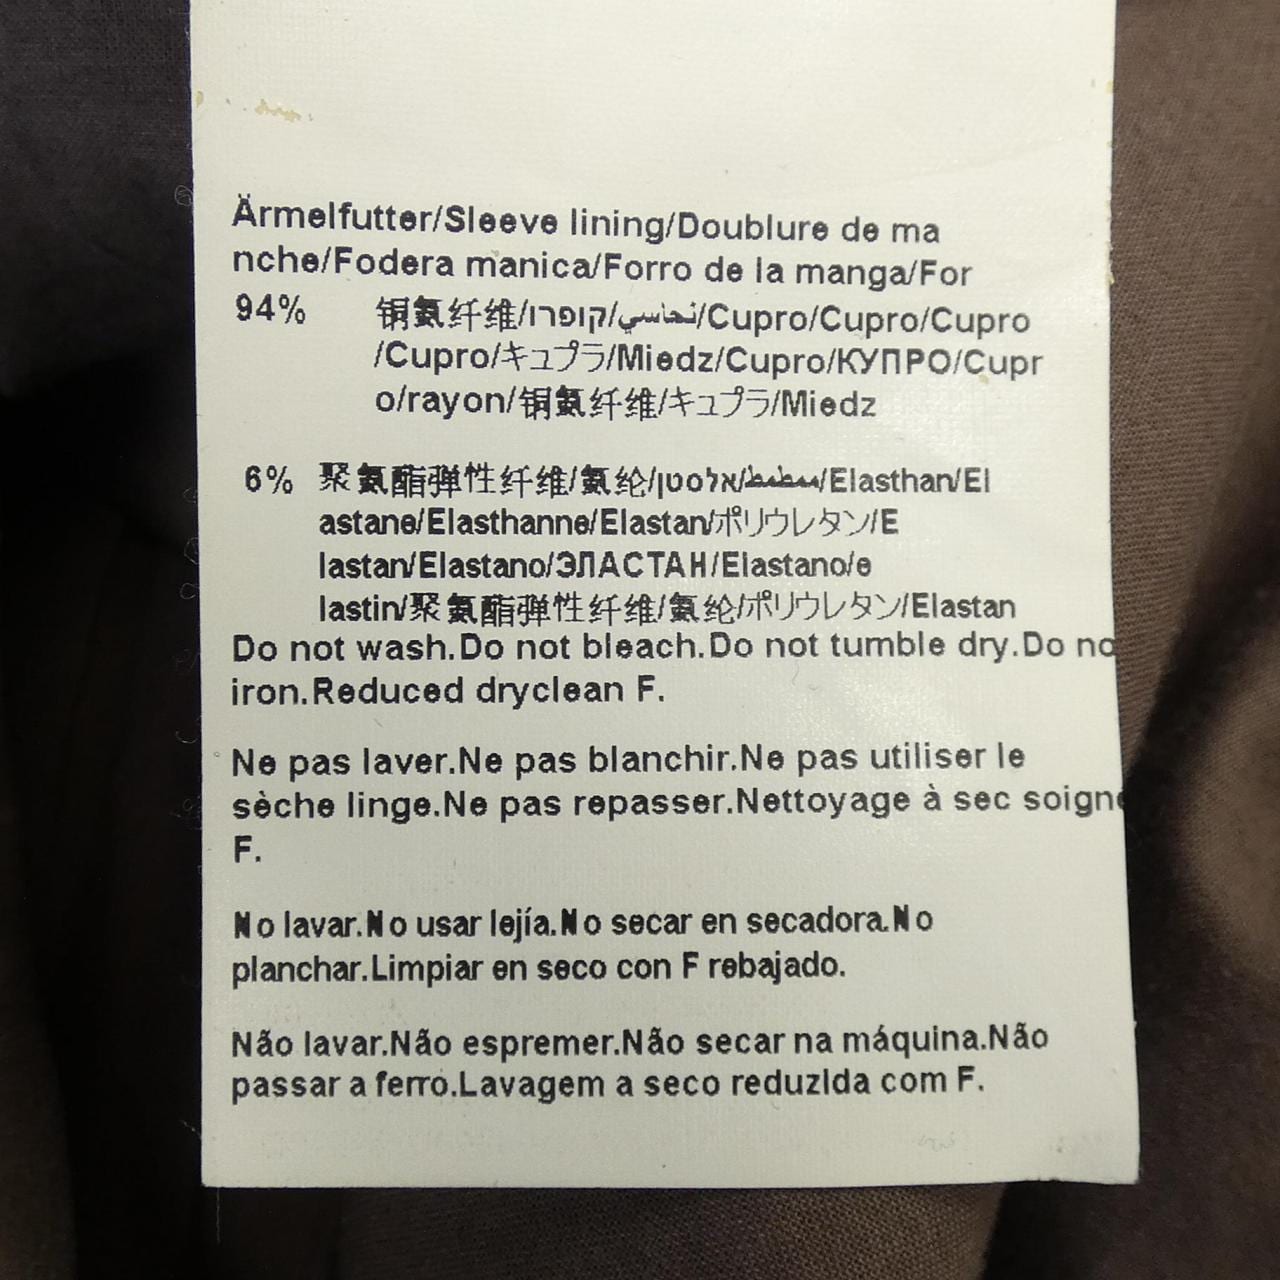 Ärmelfutter/Sleeve lining/Doublure de ma
nche/Fodera manica/Forro de la manga/For
94% 铜氨纤维/קופרו/نحاسي/Cupro/Cupro/Cupro
/Cupro/キュプラ/Miedz/Cupro/КУПРО/Cupr
o/rayon/铜氨纤维/キュプラ/Miedz
6% 聚氨酯弹性纤维/氨纶/אלסטן/Elasthan/El
astane/Elasthanne/Elastan/ポリウレタン/E
lastan/Elastano/ЭЛАСТАН/Elastano/e
lastin/聚氨酯弹性纤维/氨纶/ポリウレタン/Elastan
Do not wash.Do not bleach.Do not tumble dry.Do no
iron.Reduced dryclean F.
Ne pas laver.Ne pas blanchir.Ne pas utiliser le
sèche linge.Ne pas repasser.Nettoyage à sec soigne
F.
No lavar.No usar lejía.No secar en secadora.No
planchar.Limpiar en seco con F rebajado.
Não lavar.Não espremer.Não secar na máquina.Não
passar a ferro.Lavagem a seco reduzIda com F.